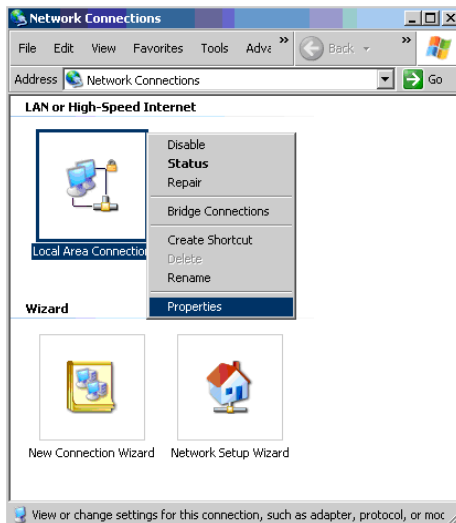 Network Connections
File Edit View Favorites Tools Adva » Back »
Address Network Connections Go
LAN or High-Speed Internet
Local Area Connection
Disable
Status
Repair
Bridge Connections
Create Shortcut
Delete
Rename
Properties
Wizard
New Connection Wizard Network Setup Wizard
View or change settings for this connection, such as adapter, protocol, or moc